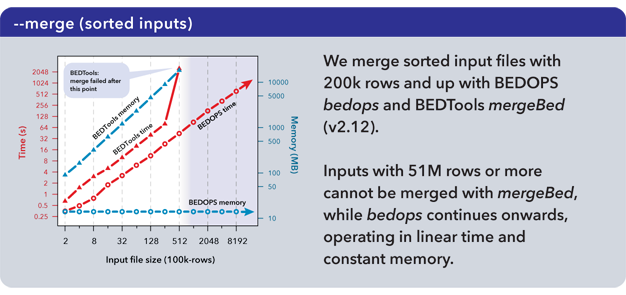 --merge (sorted inputs)
BEDTools:
merge failed after
this point
2048
1024
512
256
128
64
32
16
8
4
2
1
0.5
0.25
Time (s)
BEDTools memory
BEDTools time
BEDOPS time
BEDOPS memory
10000
5000
1000
500
100
50
10
Memory (MB)
2 8 32 128 512 2048 8192
Input file size (100k-rows)
We merge sorted input files with
200k rows and up with BEDOPS
bedops and BEDTools mergeBed
(v2.12).
Inputs with 51M rows or more
cannot be merged with mergeBed,
while bedops continues onwards,
operating in linear time and
constant memory.